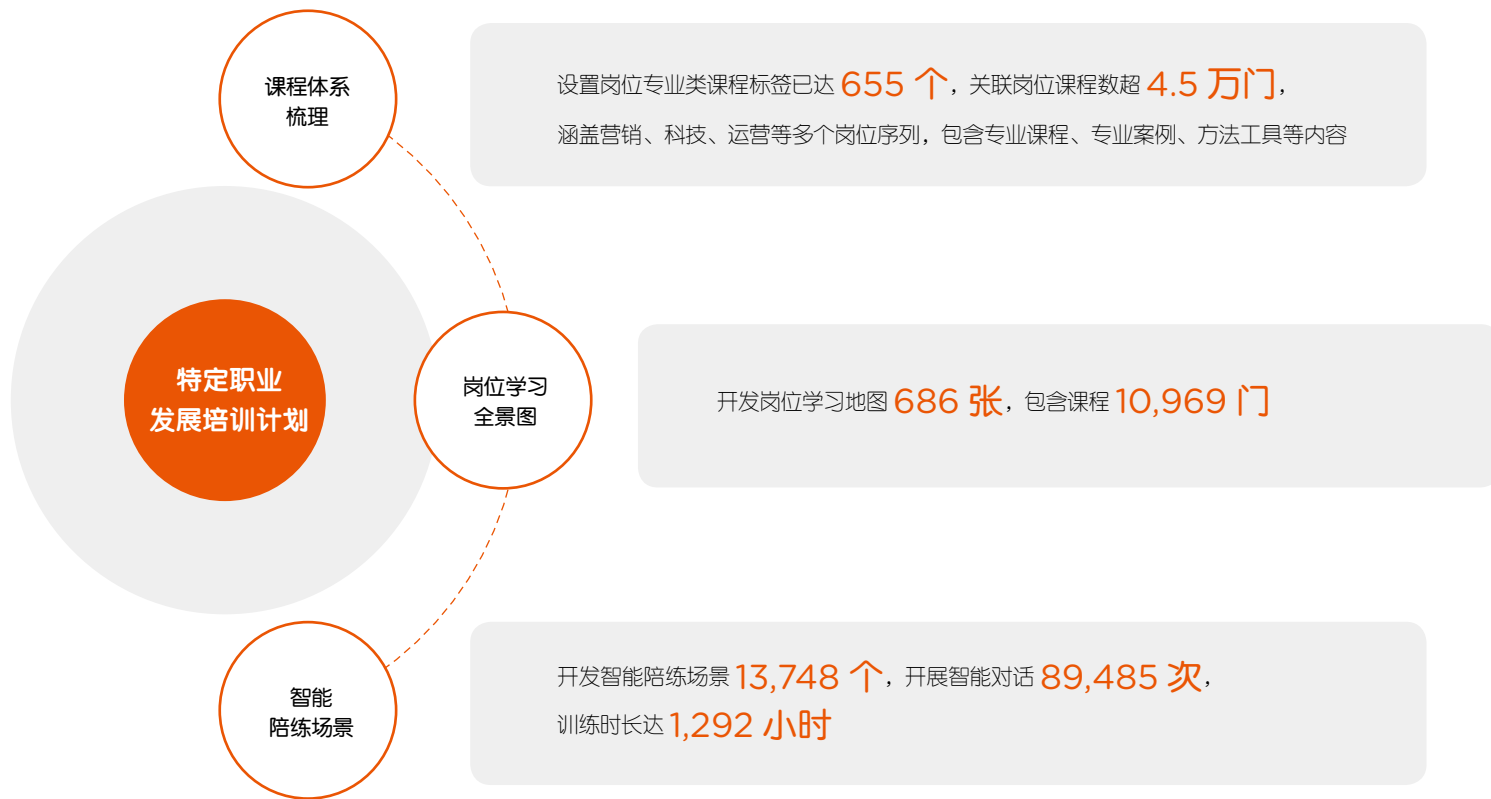 课程体系
梳理
设置岗位专业类课程标签已达 655 个，关联岗位课程数超 4.5 万门，
涵盖营销、科技、运营等多个岗位序列，包含专业课程、专业案例、方法工具等内容
特定职业
发展培训计划
岗位学习
全景图
开发岗位学习地图 686 张，包含课程 10,969 门
智能
陪练场景
开发智能陪练场景 13,748 个，开展智能对话 89,485 次，
训练时长达 1,292 小时